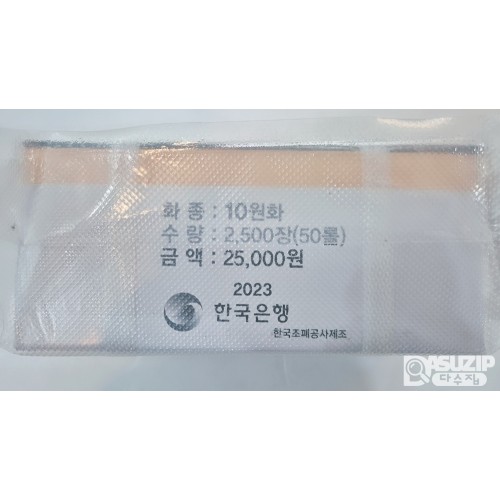 화 종 : 10원화
수 량 : 2,500장(50롤)
금 액 : 25,000원
2023
한국은행
한국조폐공사제조
DASUZIP
다수집